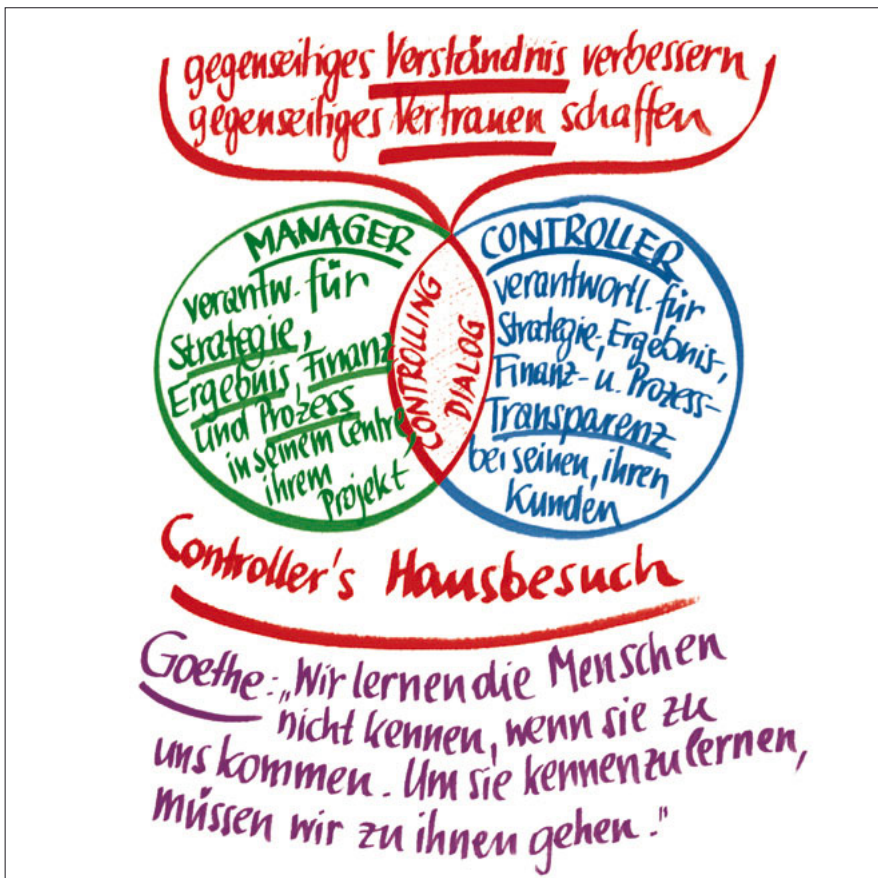 gegenseitiges Verständnis verbessern
gegenseitiges Vertrauen schaffen
MANAGER
verantw. für
Strategie,
Ergebnis, Finanz
und Prozess
in seinem Centre,
ihrem
Projekt
CONTROLLING
DIALOG
CONTROLLER
verantwortl. für
Strategie-, Ergebnis-,
Finanz- u. Prozess-
Transparenz
bei seinen, ihren
Kunden
Controller's Hausbesuch
Goethe: „Wir lernen die Menschen
nicht kennen, wenn sie zu
uns kommen. Um sie kennenzulernen,
müssen wir zu ihnen gehen."